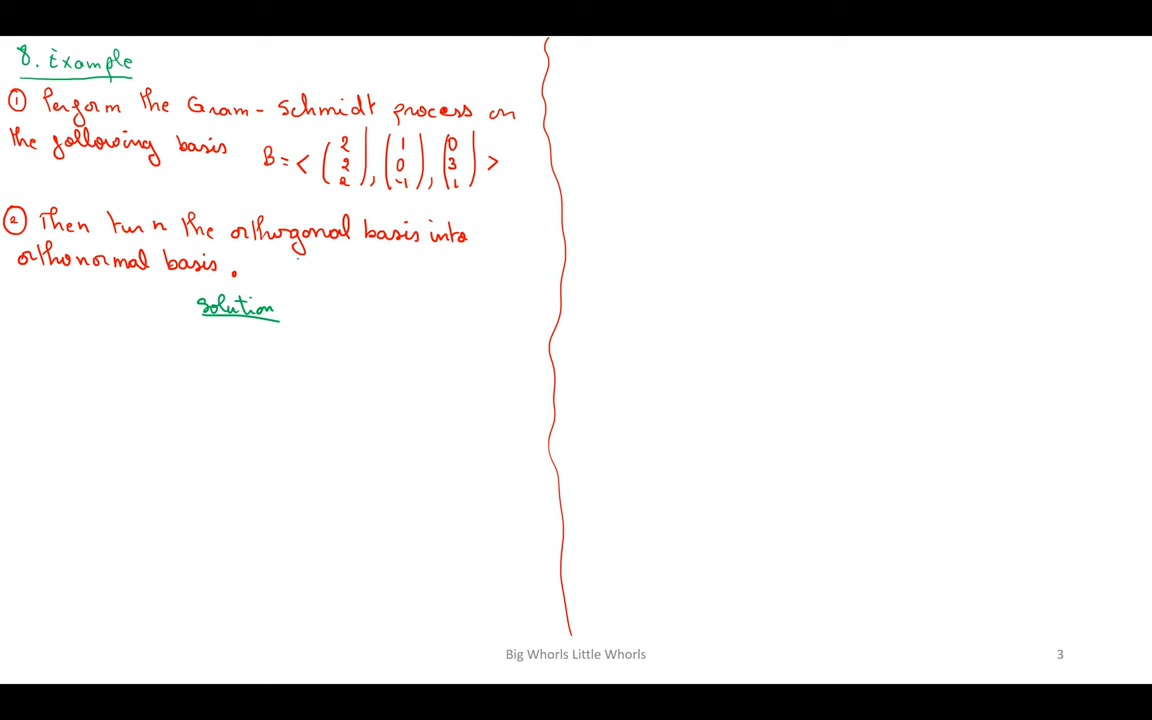 8. Example
① Perform the Gram - Schmidt process on
the following basis B = < (2 2 2), (1 0 -1), (0 3 1) >
② Then turn the orthogonal basis into
orthonormal basis.
Solution
Big Whorls Little Whorls
3